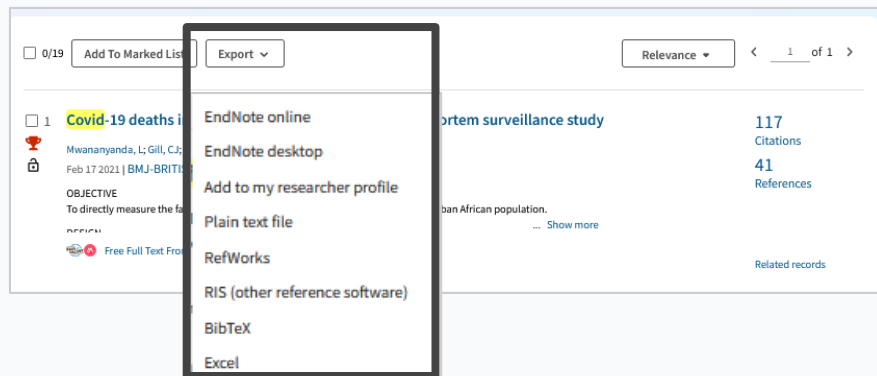 0/19 Add To Marked List Export Relevance 1 of 1
1 Covid-19 deaths i ortem surveillance study
117
Citations
41
References
Mwananyanda, L; Gill, CJ;
Feb 17 2021 | BMJ-BRITI
OBJECTIVE
To directly measure the fa ban African population.
... Show more
Free Full Text Fro
Related records
EndNote online
EndNote desktop
Add to my researcher profile
Plain text file
RefWorks
RIS (other reference software)
BibTeX
Excel